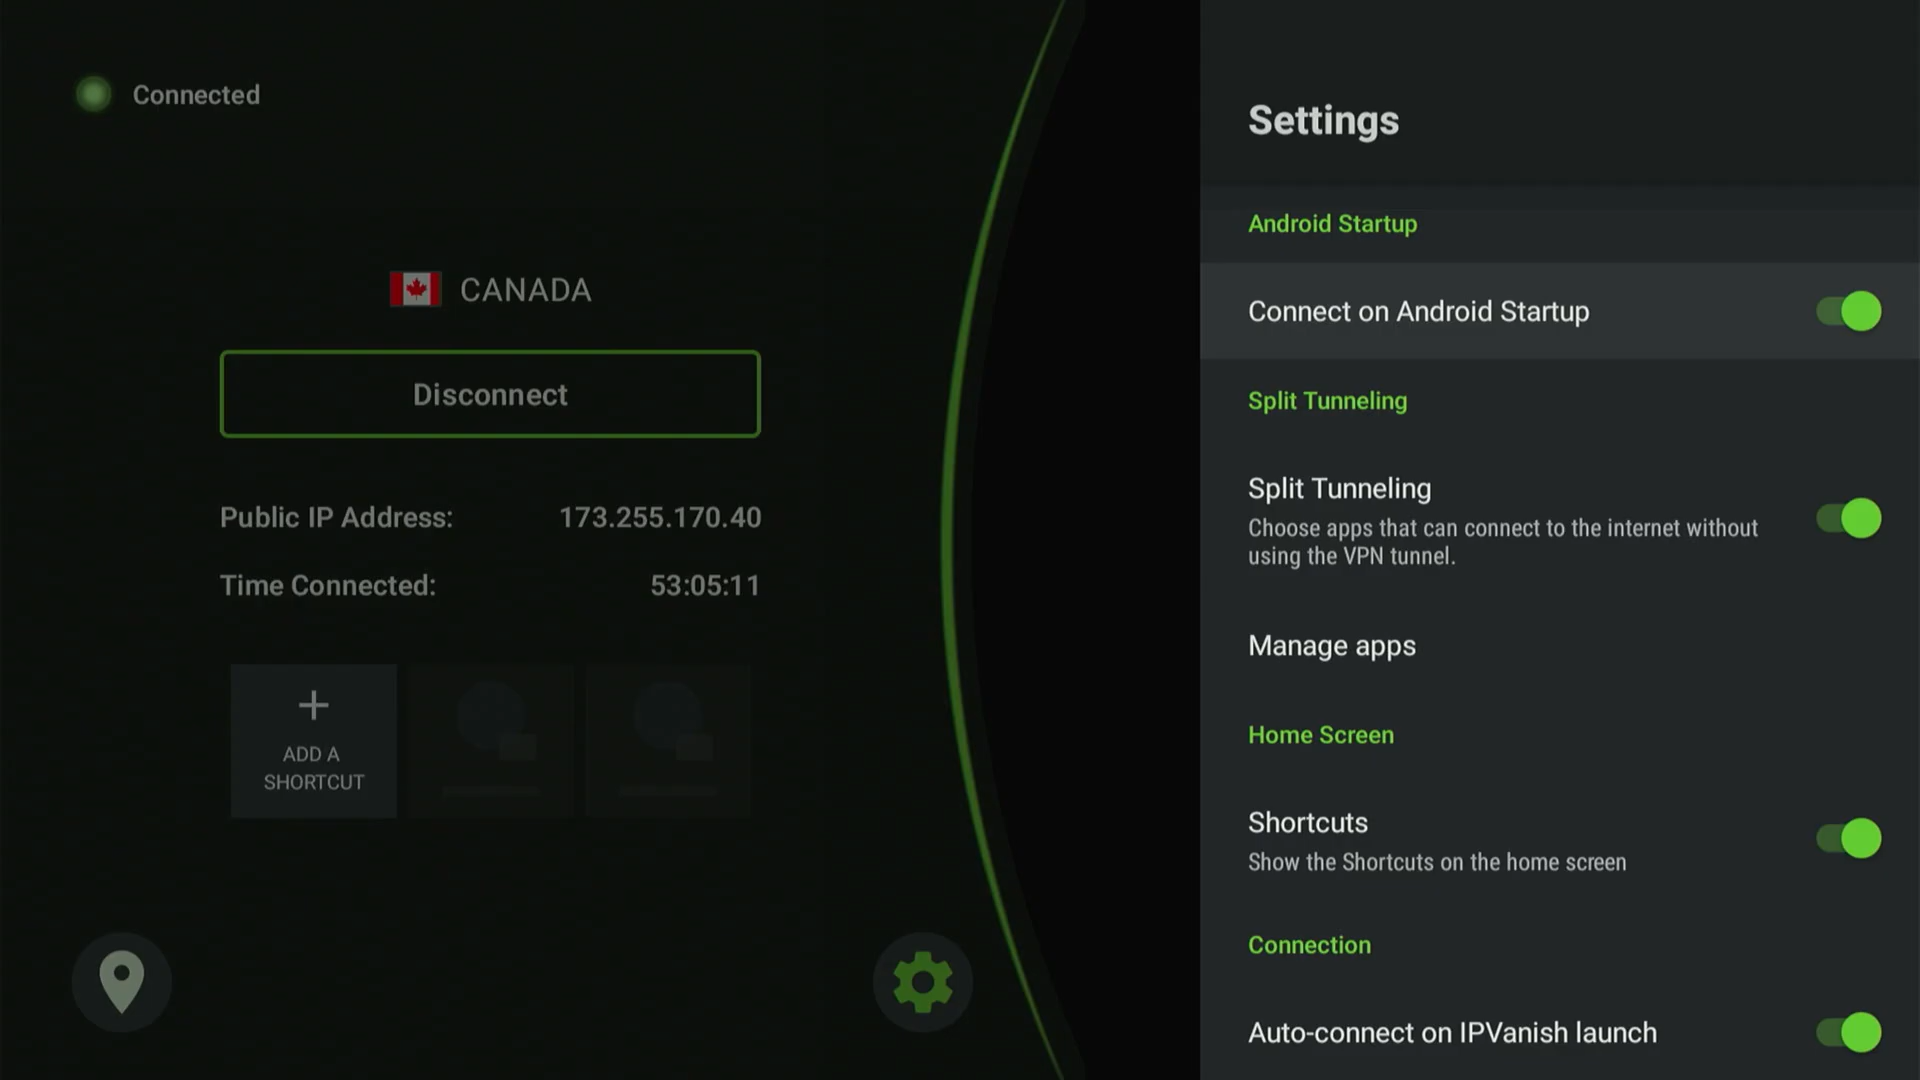 Connected
CANADA
Disconnect
Public IP Address: 173.255.170.40
Time Connected: 53:05:11
+
ADD A
SHORTCUT
Settings
Android Startup
Connect on Android Startup
Split Tunneling
Split Tunneling
Choose apps that can connect to the internet without
using the VPN tunnel.
Manage apps
Home Screen
Shortcuts
Show the Shortcuts on the home screen
Connection
Auto-connect on IPVanish launch